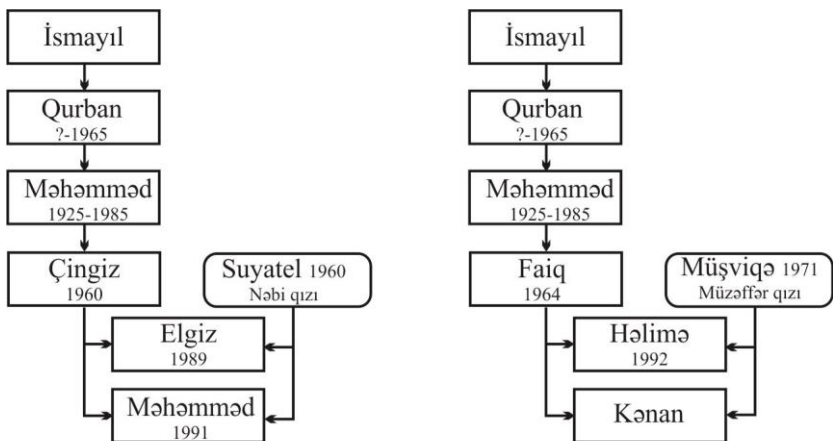 İsmayıl
Qurban
?-1965
Məhəmməd
1925-1985
Çingiz
1960
Suyatel 1960
Nəbi qızı
Elgiz
1989
Məhəmməd
1991
İsmayıl
Qurban
?-1965
Məhəmməd
1925-1985
Faiq
1964
Müşviqə 1971
Müzəffər qızı
Həlimə
1992
Kənan